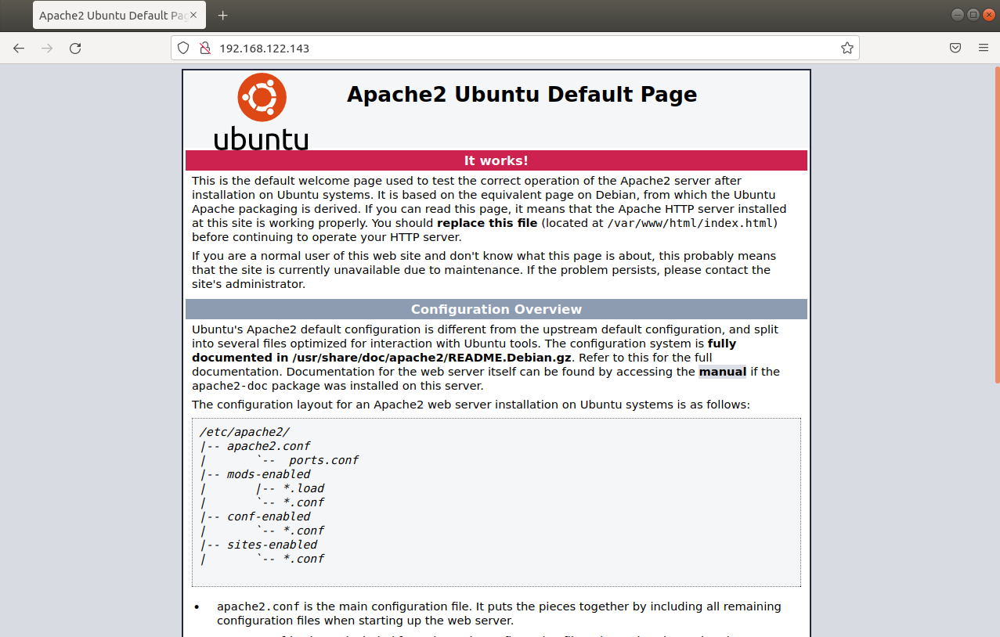 Apache2 Ubuntu Default Pag
192.168.122.143
ubuntu
Apache2 Ubuntu Default Page
It works!
This is the default welcome page used to test the correct operation of the Apache2 server after
installation on Ubuntu systems. It is based on the equivalent page on Debian, from which the Ubuntu
Apache packaging is derived. If you can read this page, it means that the Apache HTTP server installed
at this site is working properly. You should replace this file (located at /var/www/html/index.html)
before continuing to operate your HTTP server.
If you are a normal user of this web site and don't know what this page is about, this probably means
that the site is currently unavailable due to maintenance. If the problem persists, please contact the
site's administrator.
Configuration Overview
Ubuntu's Apache2 default configuration is different from the upstream default configuration, and split
into several files optimized for interaction with Ubuntu tools. The configuration system is fully
documented in /usr/share/doc/apache2/README.Debian.gz. Refer to this for the full
documentation. Documentation for the web server itself can be found by accessing the manual if the
apache2-doc package was installed on this server.
The configuration layout for an Apache2 web server installation on Ubuntu systems is as follows:
/etc/apache2/
|-- apache2.conf
|       `--  ports.conf
|-- mods-enabled
|       |-- *.load
|       `-- *.conf
|-- conf-enabled
|       `-- *.conf
|-- sites-enabled
|       `-- *.conf
• apache2.conf is the main configuration file. It puts the pieces together by including all remaining
configuration files when starting up the web server.